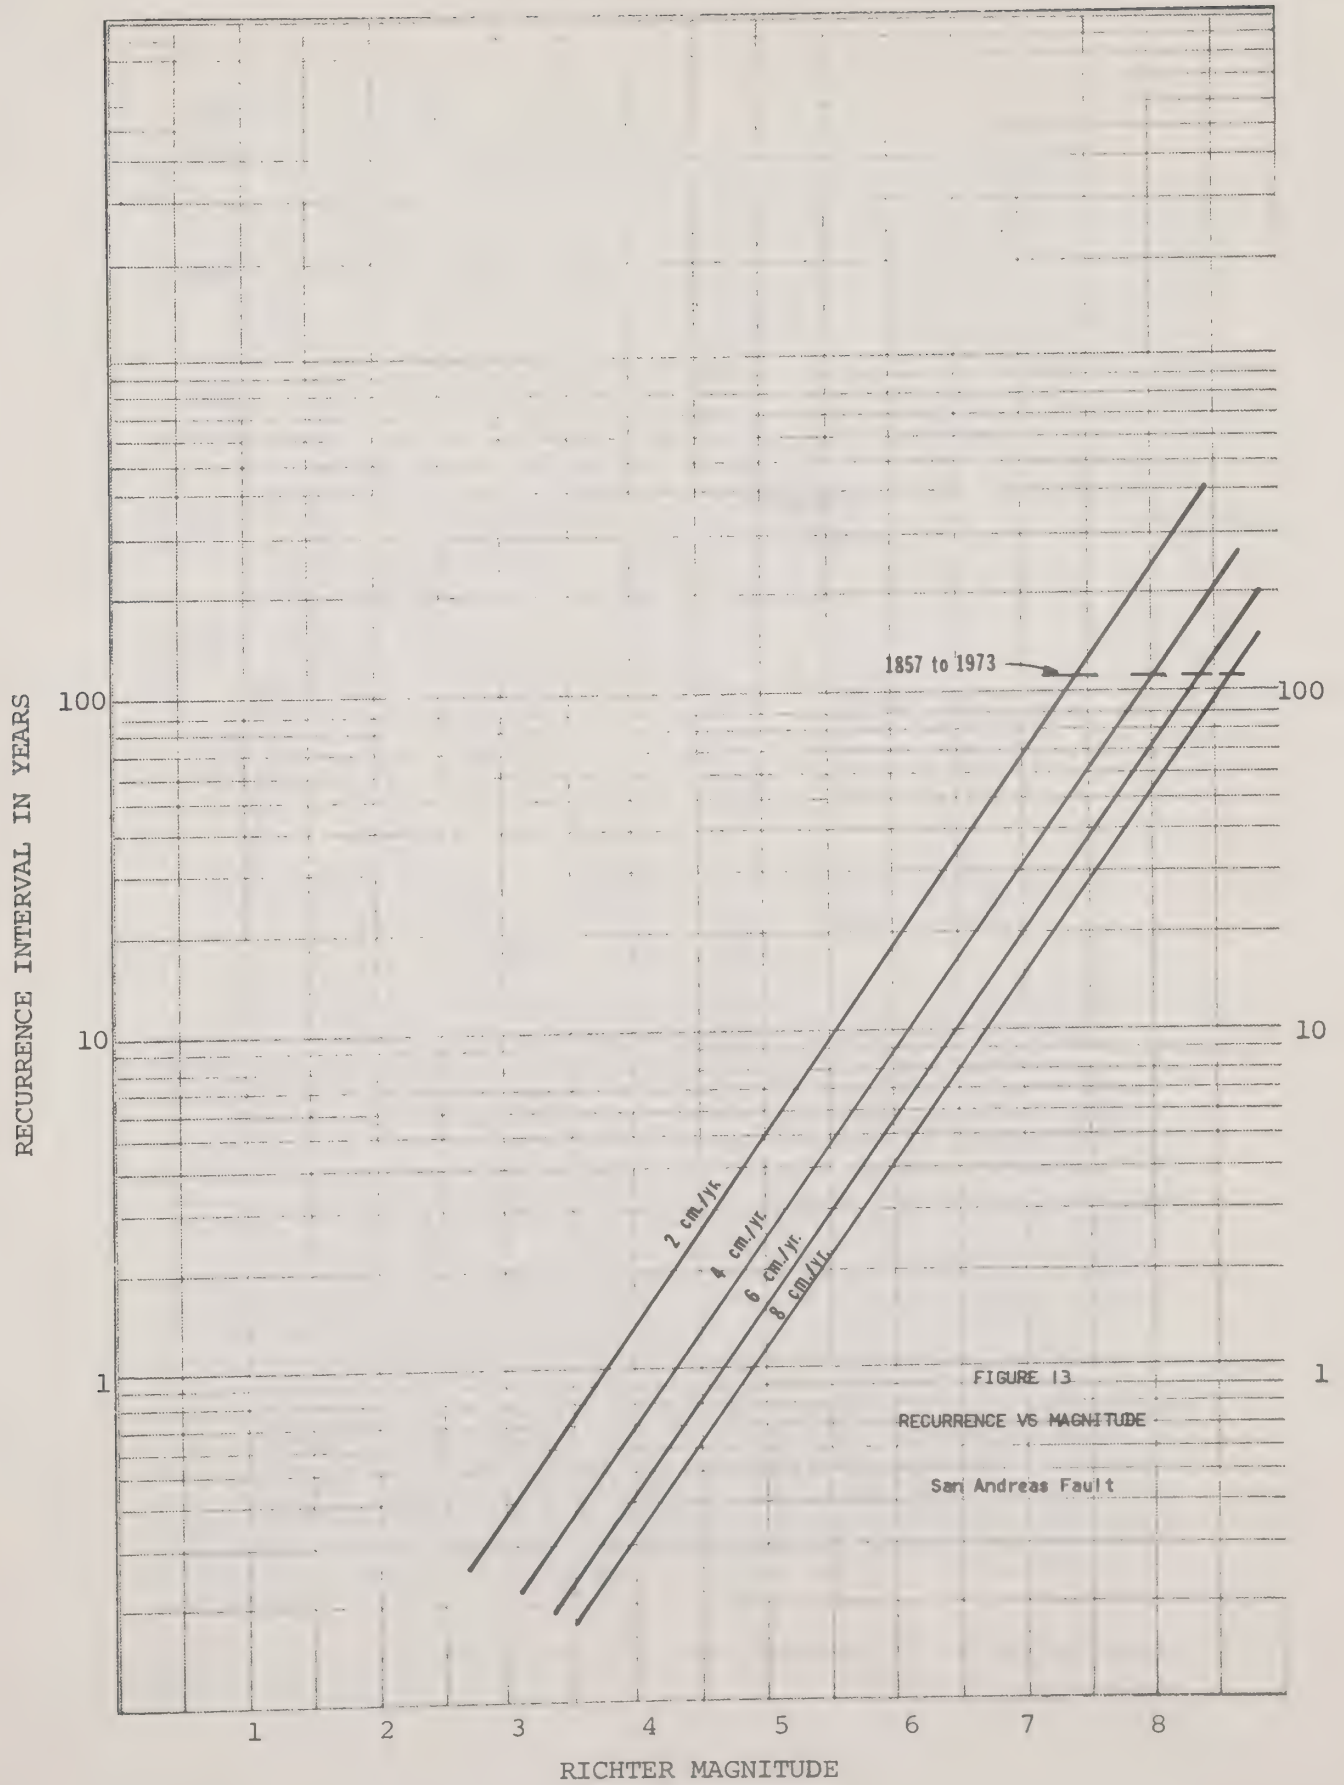 1857 to 1973
100
100
RECURRENCE INTERVAL IN YEARS
10
10
2 cm./yr.
4 cm./yr.
6 cm./yr.
8 cm./yr.
1
1
FIGURE 13
RECURRENCE VS MAGNITUDE
San Andreas Fault
1 2 3 4 5 6 7 8
RICHTER MAGNITUDE